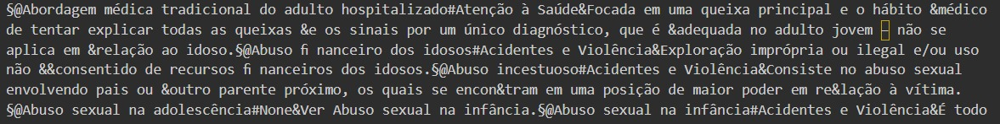 §@Abordagem médica tradicional do adulto hospitalizado#Atenção à Saúde&Focada em uma queixa principal e o hábito &médico
de tentar explicar todas as queixas &e os sinais por um único diagnóstico, que é &adequada no adulto jovem – não se
aplica em &relação ao idoso.§@Abuso fi nanceiro dos idosos#Acidentes e Violência&Exploração imprópria ou ilegal e/ou uso
não &&consentido de recursos fi nanceiros dos idosos.§@Abuso incestuoso#Acidentes e Violência&Consiste no abuso sexual
envolvendo pais ou &outro parente próximo, os quais se encon&tram em uma posição de maior poder em re&lação à vítima.
§@Abuso sexual na adolescência#None&Ver Abuso sexual na infância.§@Abuso sexual na infância#Acidentes e Violência&É todo